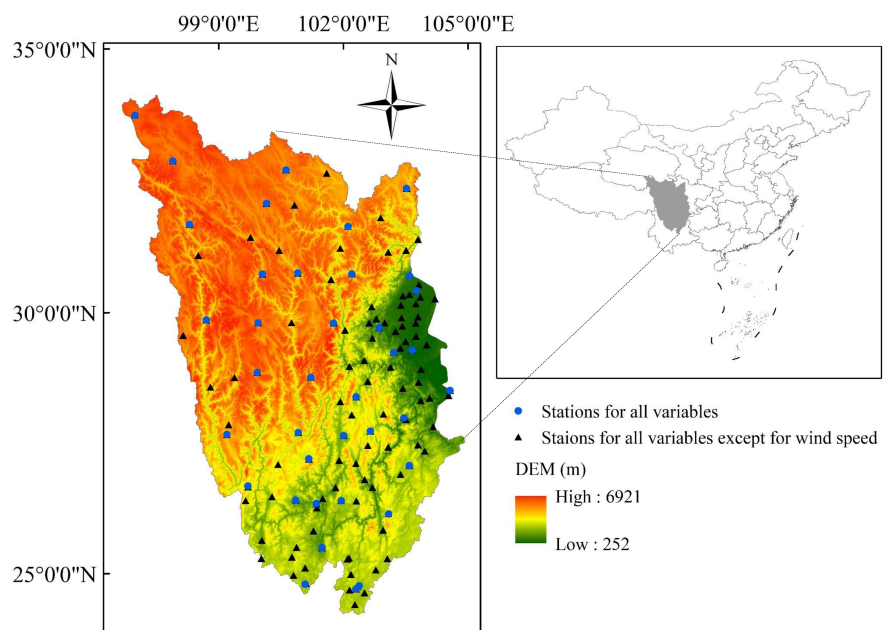 99°0'0"E 102°0'0"E 105°0'0"E
35°0'0"N
N
30°0'0"N
25°0'0"N
Stations for all variables
Staions for all variables except for wind speed
DEM (m)
High : 6921
Low : 252